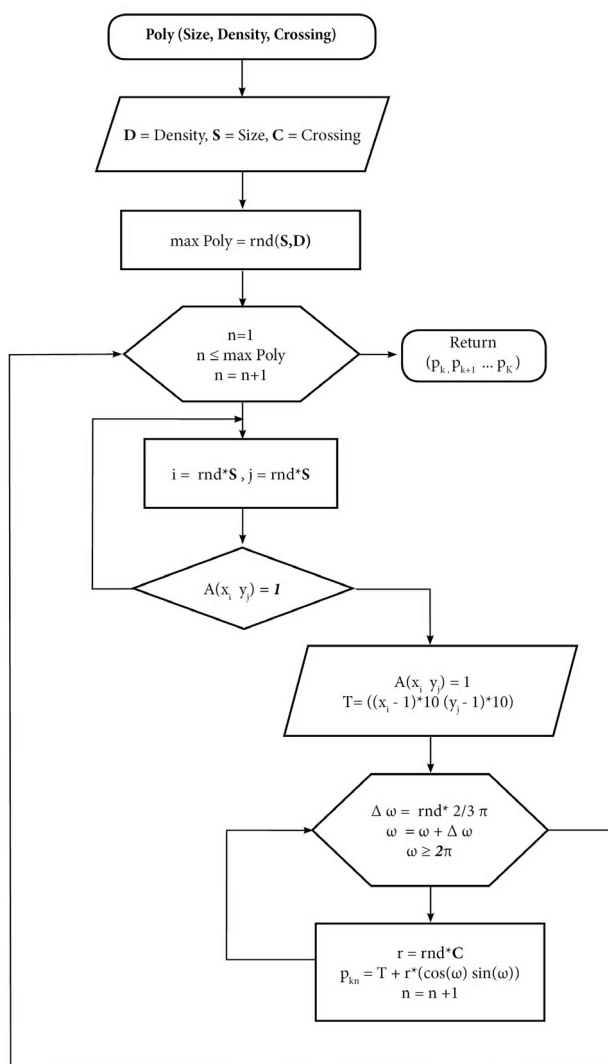 Poly (Size, Density, Crossing)
D = Density, S = Size, C = Crossing
max Poly = rnd(S,D)
n=1
n ≤ max Poly
n = n+1
Return
(pₖ, pₖ₊₁ ... p_K)
i = rnd*S , j = rnd*S
A(xᵢ yⱼ) = 1
A(xᵢ yⱼ) = 1
T= ((xᵢ - 1)*10 (yⱼ - 1)*10)
Δ ω = rnd* 2/3 π
ω = ω + Δ ω
ω ≥ 2π
r = rnd*C
pₖₙ = T + r*(cos(ω) sin(ω))
n = n +1